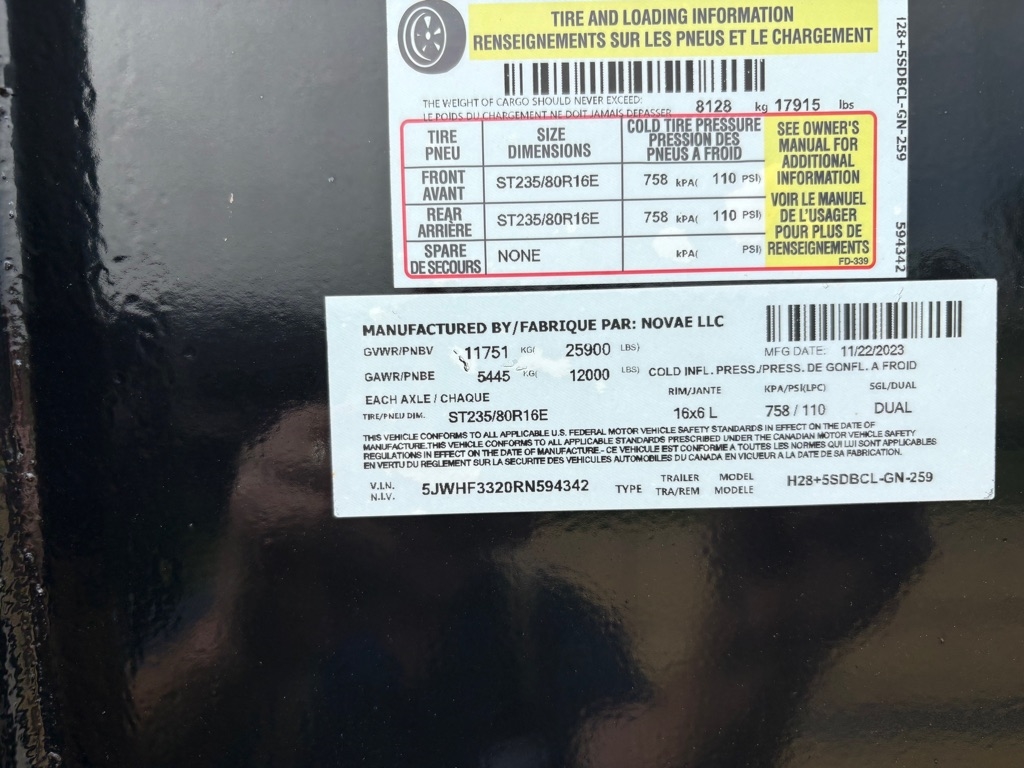 TIRE AND LOADING INFORMATION
RENSEIGNEMENTS SUR LES PNEUS ET LE CHARGEMENT
THE WEIGHT OF CARGO SHOULD NEVER EXCEED:
LE POIDS DU CHARGEMENT NE DOIT JAMAIS DEPASSER 8128 kg 17915 lbs
TIRE PNEU SIZE DIMENSIONS COLD TIRE PRESSURE PRESSION DES PNEUS A FROID
FRONT AVANT ST235/80R16E 758 kPA( 110 PSI)
REAR ARRIÈRE ST235/80R16E 758 kPA( 110 PSI)
SPARE DE SECOURS NONE kPA( PSI)
SEE OWNER'S
MANUAL FOR
ADDITIONAL
INFORMATION
VOIR LE MANUEL
DE L'USAGER
POUR PLUS DE
RENSEIGNEMENTS
FD-339
128+5SDBCL-GN-259
594342
MANUFACTURED BY/FABRIQUE PAR: NOVAE LLC
GVWR/PNBV 11751 KG( 25900 LBS)
MFG DATE: 11/22/2023
GAWR/PNBE 5445 KG( 12000 LBS) COLD INFL. PRESS./PRESS. DE GONFL. A FROID
EACH AXLE / CHAQUE RIM/JANTE KPA/PSI(LPC) SGL/DUAL
TIRE/PNEU DIM. ST235/80R16E 16x6 L 758 / 110 DUAL
THIS VEHICLE CONFORMS TO ALL APPLICABLE U.S. FEDERAL MOTOR VEHICLE SAFETY STANDARDS IN EFFECT ON THE DATE OF
MANUFACTURE.THIS VEHICLE CONFORMS TO ALL APPLICABLE STANDARDS PRESCRIBED UNDER THE CANADIAN MOTOR VEHICLE SAFETY
REGULATIONS IN EFFECT ON THE DATE OF MANUFACTURE.- CE VEHICULE EST CONFORME A TOUTES LES NORMES QUI LUI SONT APPLICABLES
EN VERTU DU REGLEMENT SUR LA SECURITE DES VEHICULES AUTOMOBILES DU CANADA EN VICUEUR A LA DATE DE SA FABRICATION.
V.I.N. N.I.V. 5JWHF3320RN594342 TYPE TRAILER TRA/REM MODEL MODELE H28+5SDBCL-GN-259